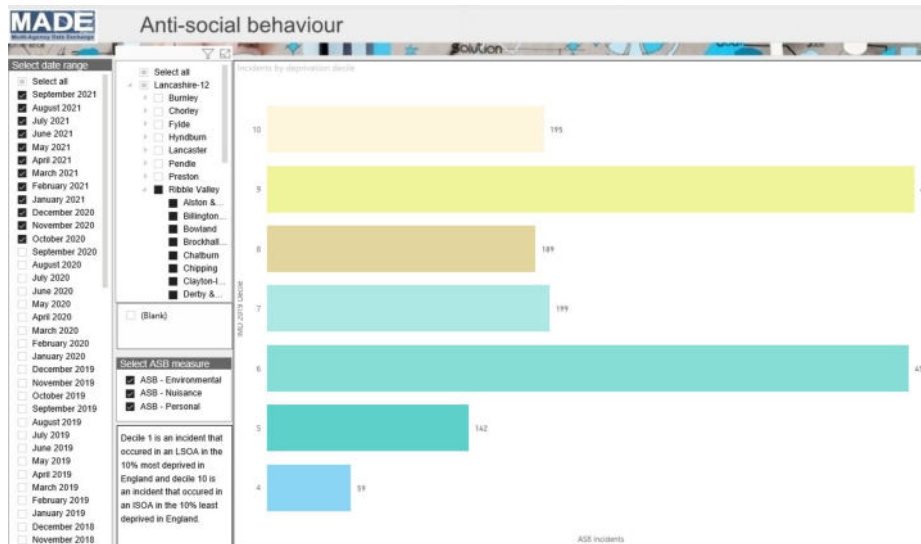 MADE
Multi-Agency Data Exchange
Anti-social behaviour
Solution
Select date range
Select all
September 2021
August 2021
July 2021
June 2021
May 2021
April 2021
March 2021
February 2021
January 2021
December 2020
November 2020
October 2020
September 2020
August 2020
July 2020
June 2020
May 2020
April 2020
March 2020
February 2020
January 2020
December 2019
November 2019
October 2019
September 2019
August 2019
July 2019
June 2019
May 2019
April 2019
March 2019
February 2019
January 2019
December 2018
November 2018
Select all
Lancashire-12
Burnley
Chorley
Fylde
Hyndburn
Lancaster
Pendle
Preston
Ribble Valley
Alston &...
Billington...
Bowland
Brockhall...
Chatburn
Chipping
Clayton-l...
Derby &...
(Blank)
Select ASB measure
ASB - Environmental
ASB - Nuisance
ASB - Personal
Decile 1 is an incident that
occured in an LSOA in the
10% most deprived in
England and decile 10 is
an incident that occured in
an lSOA in the 10% least
deprived in England.
Incidents by deprivation decile
IMD 2019 Decile
10
195
9
8
189
7
199
6
5
142
4
59
ASB Incidents